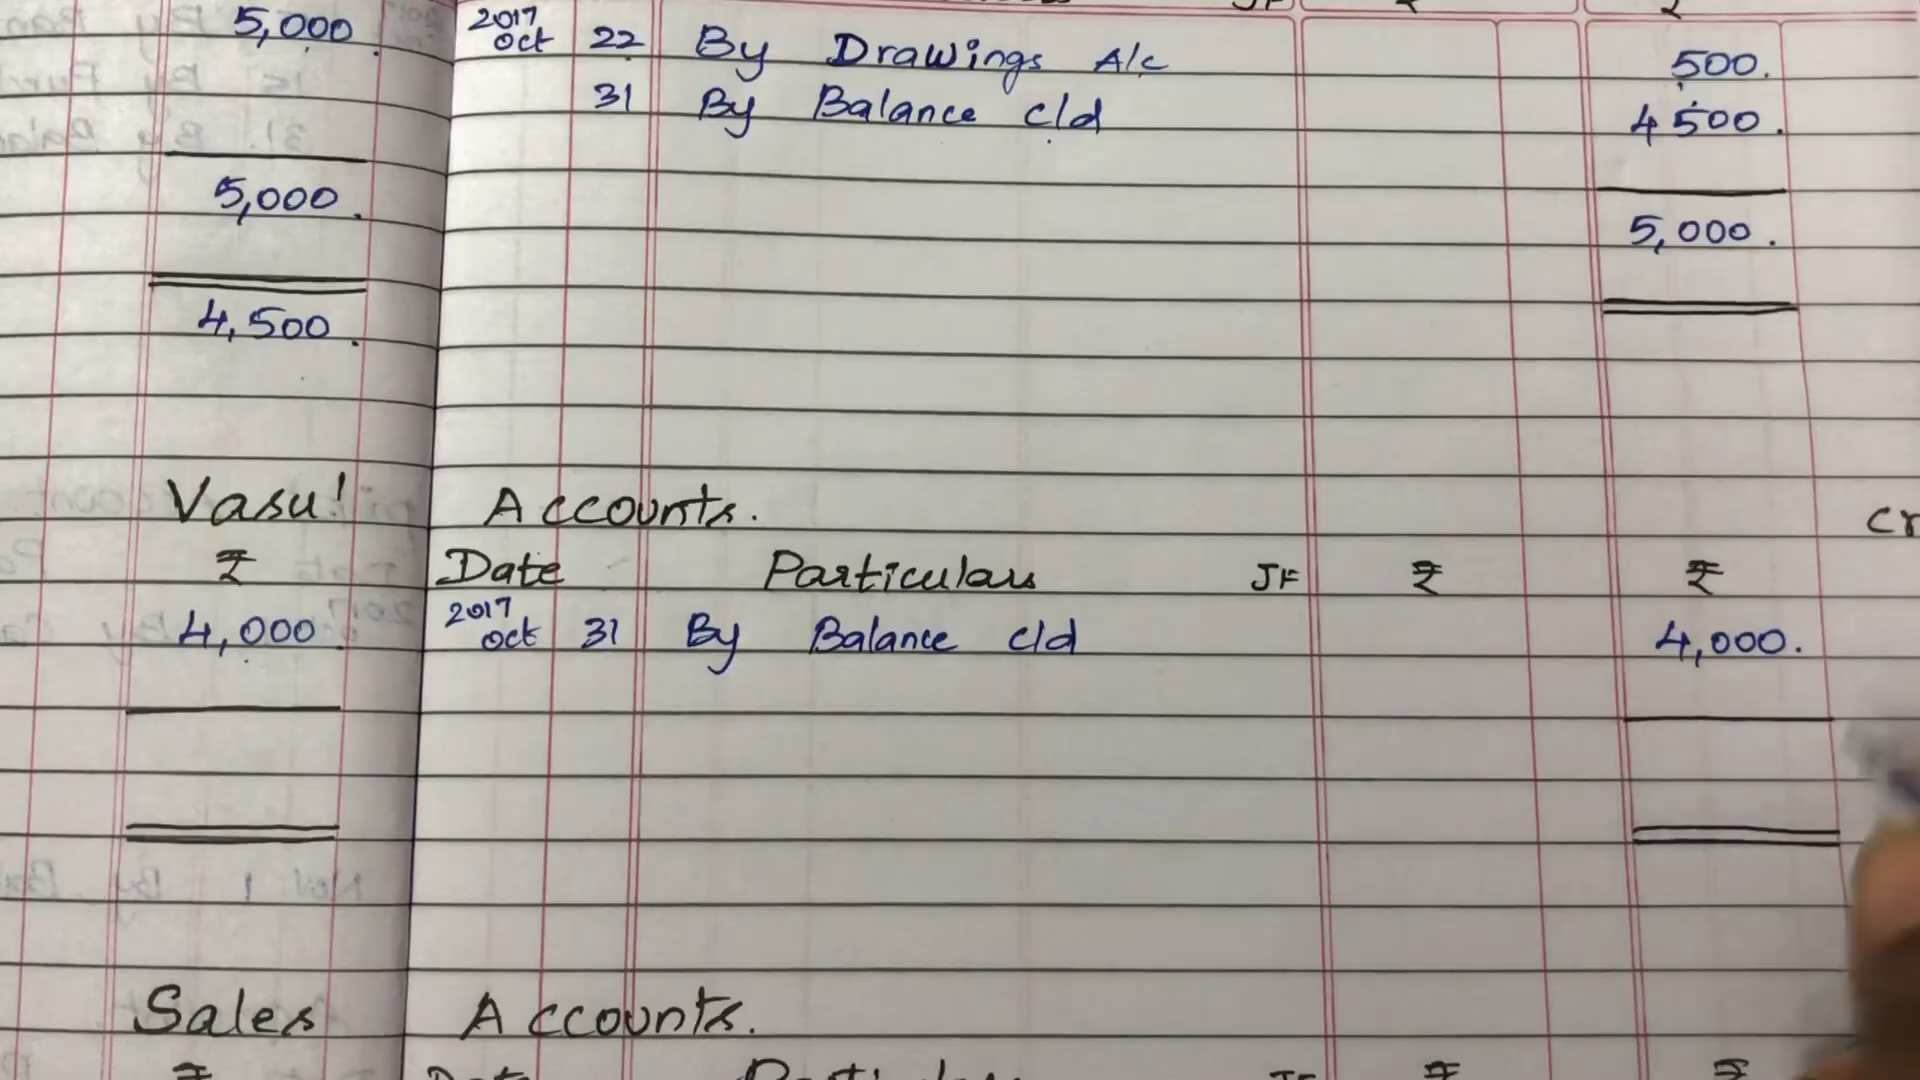 5,000. 2017 Oct 22 By Drawings A/c 500.
31 By Balance c/d 4500.
5,000. 5,000.
4,500.
Vasu! Accounts. Cr
₹ Date Particulars JF ₹ ₹
4,000. 2017 Oct 31 By Balance c/d 4,000.
Sales Accounts.
₹ JF ₹ ₹